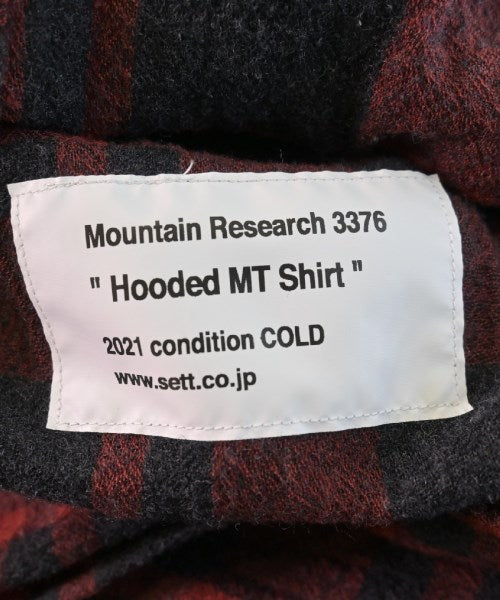 Mountain Research 3376
" Hooded MT Shirt "
2021 condition COLD
www.sett.co.jp